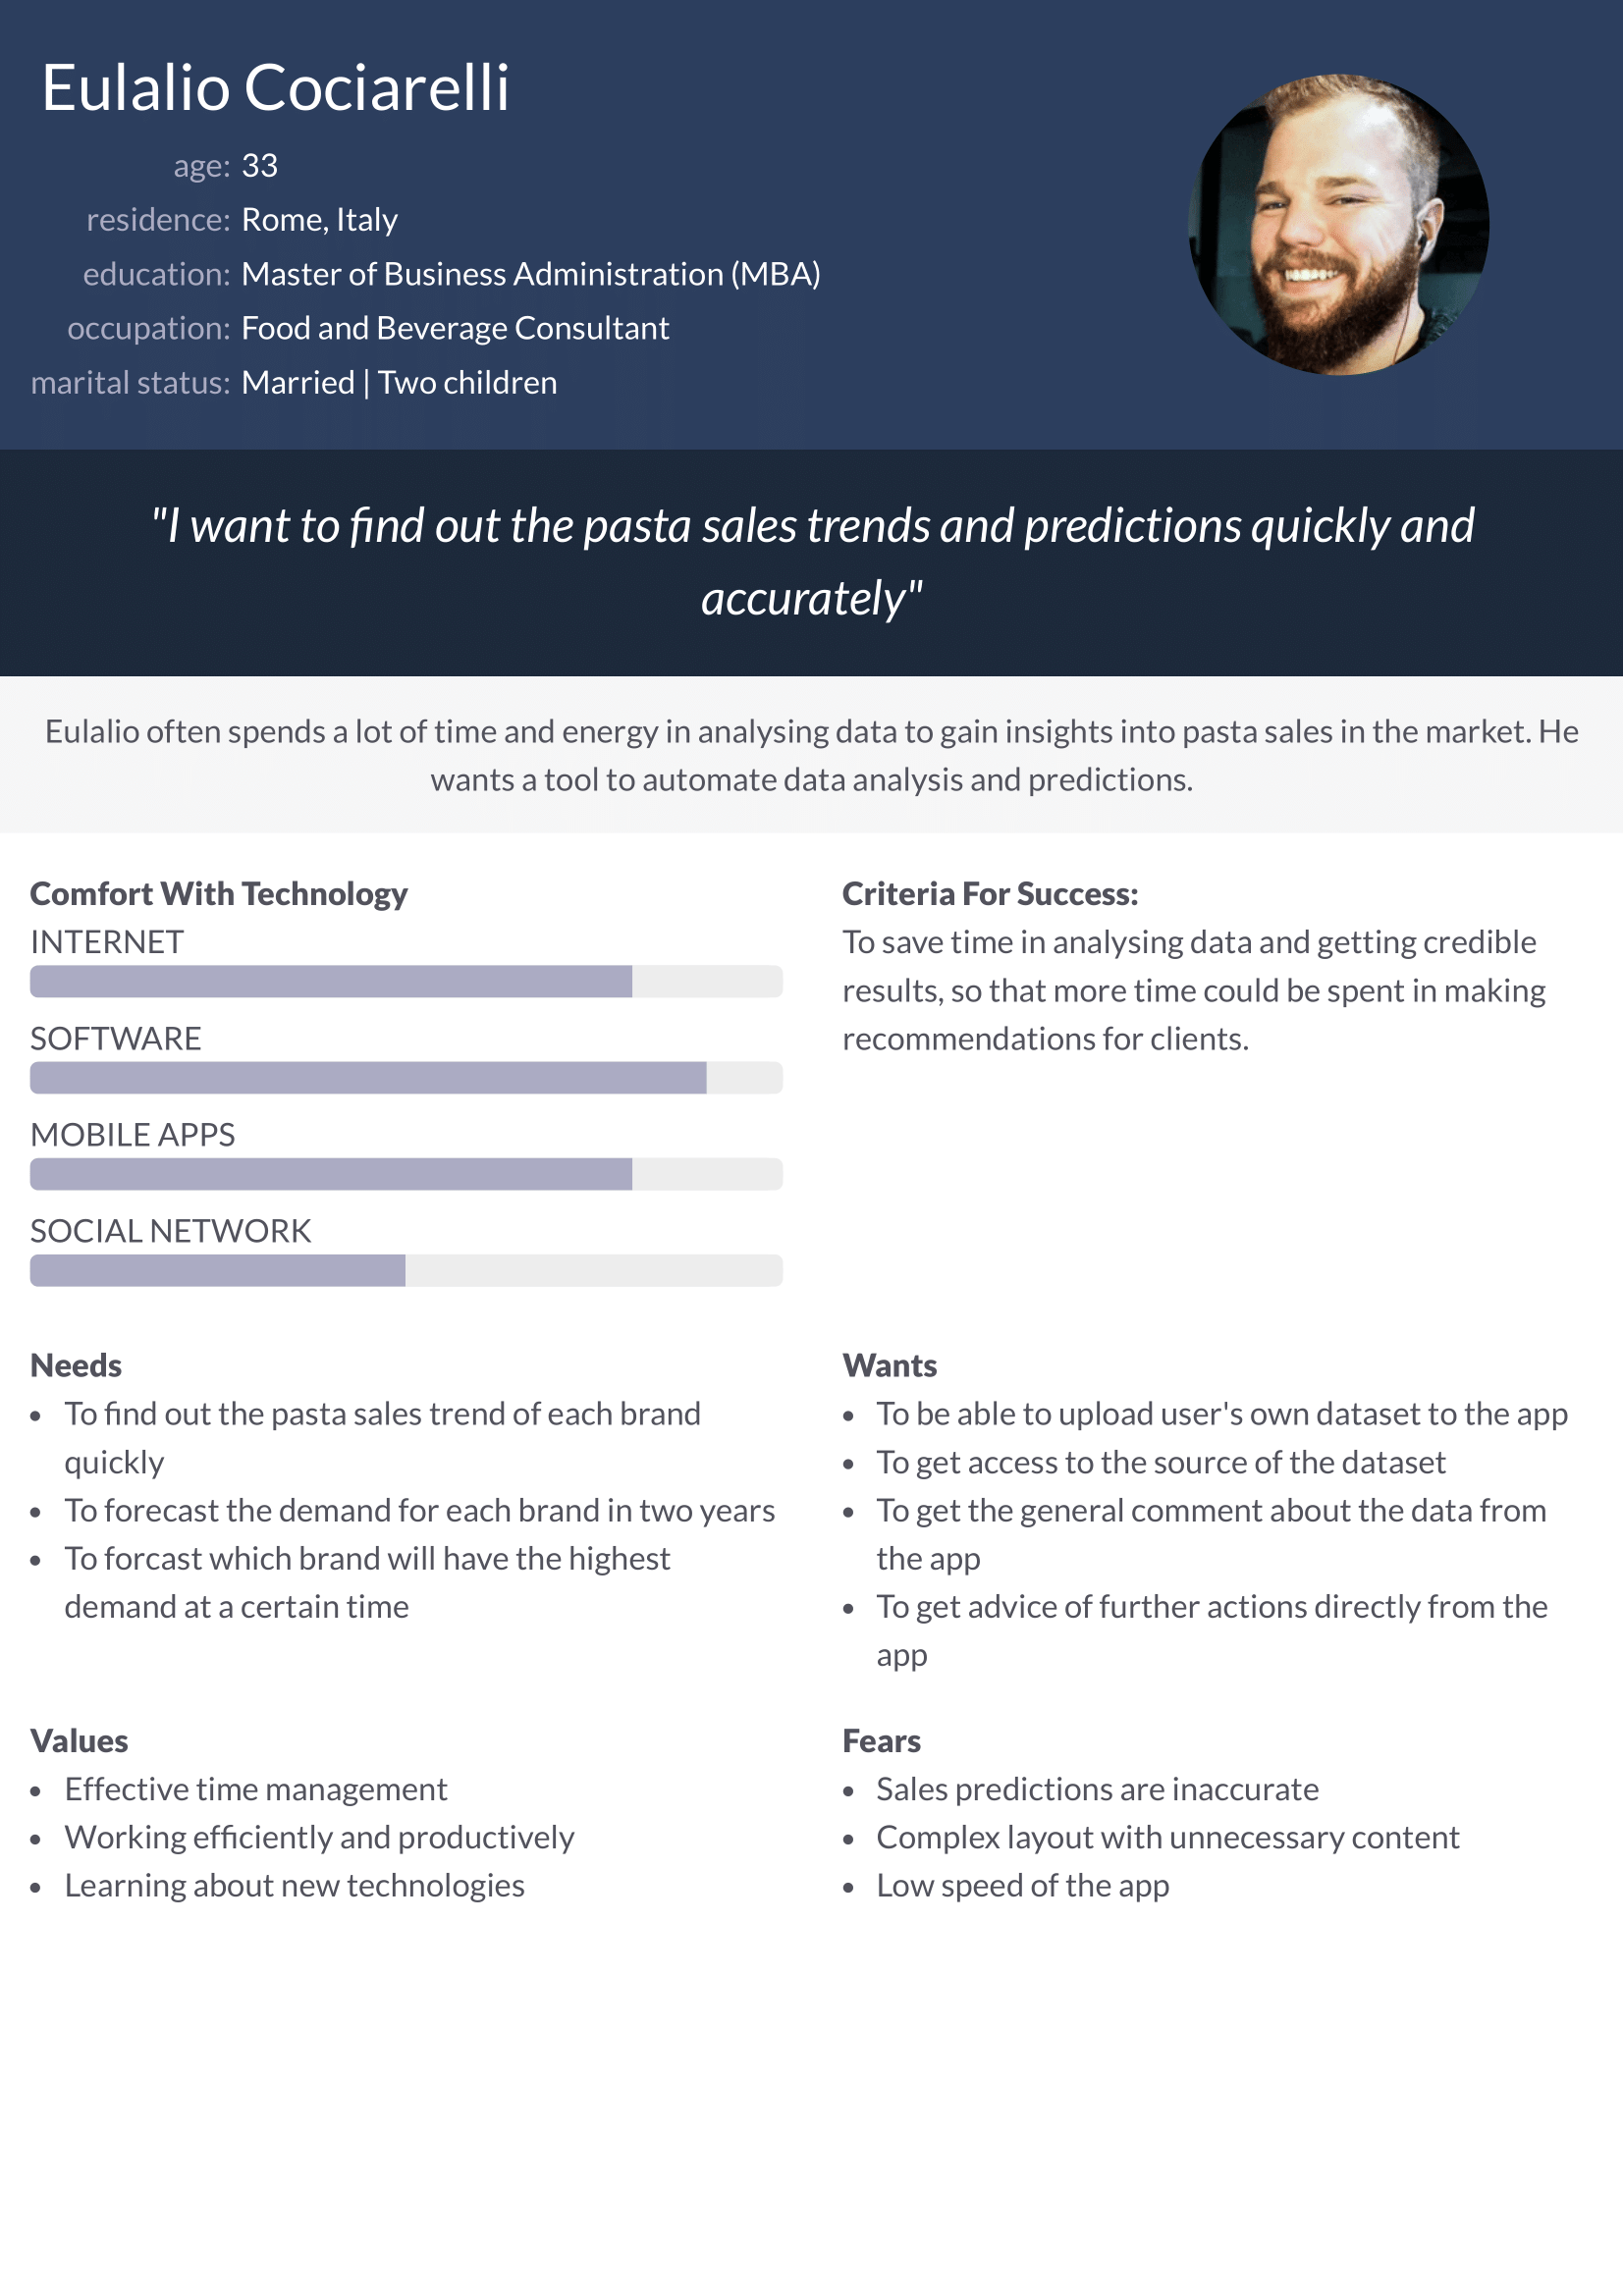 Eulalio Cociarelli
age: 33
residence: Rome, Italy
education: Master of Business Administration (MBA)
occupation: Food and Beverage Consultant
marital status: Married | Two children
"I want to find out the pasta sales trends and predictions quickly and
accurately"
Eulalio often spends a lot of time and energy in analysing data to gain insights into pasta sales in the market. He
wants a tool to automate data analysis and predictions.
Comfort With Technology
INTERNET
SOFTWARE
MOBILE APPS
SOCIAL NETWORK
Criteria For Success:
To save time in analysing data and getting credible
results, so that more time could be spent in making
recommendations for clients.
Needs
• To find out the pasta sales trend of each brand
quickly
• To forecast the demand for each brand in two years
• To forcast which brand will have the highest
demand at a certain time
Wants
• To be able to upload user's own dataset to the app
• To get access to the source of the dataset
• To get the general comment about the data from
the app
• To get advice of further actions directly from the
app
Values
• Effective time management
• Working efficiently and productively
• Learning about new technologies
Fears
• Sales predictions are inaccurate
• Complex layout with unnecessary content
• Low speed of the app